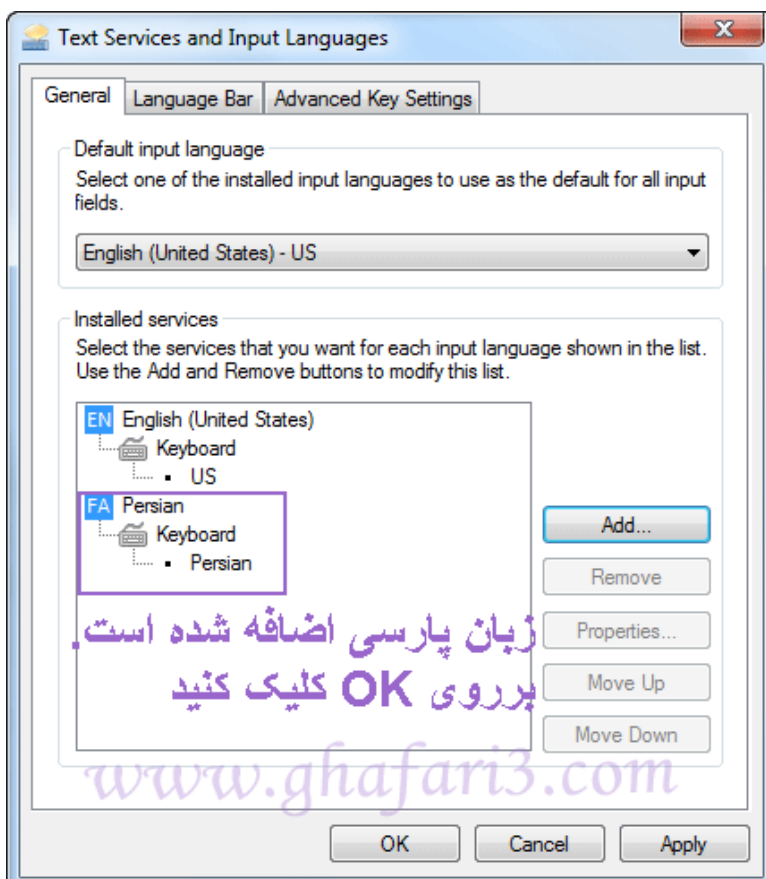 Text Services and Input Languages
General
Language Bar
Advanced Key Settings
Default input language
Select one of the installed input languages to use as the default for all input
fields.
English (United States) - US
Installed services
Select the services that you want for each input language shown in the list.
Use the Add and Remove buttons to modify this list.
EN English (United States)
Keyboard
US
FA Persian
Keyboard
Persian
Add...
Remove
Properties...
Move Up
Move Down
زبان پارسی اضافه شده است.
برروی OK کلیک کنید
www.ghafari3.com
OK
Cancel
Apply